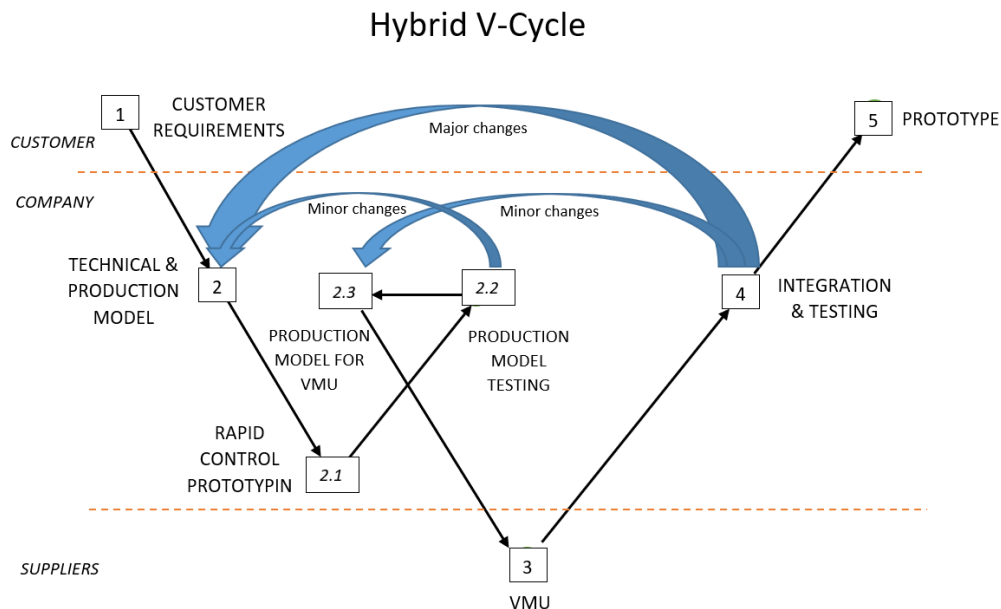 Hybrid V-Cycle
1
CUSTOMER
REQUIREMENTS
Major changes
5
PROTOTYPE
CUSTOMER
COMPANY
Minor changes
Minor changes
TECHNICAL &
PRODUCTION
MODEL
2
2.3
2.2
4
INTEGRATION
& TESTING
PRODUCTION
MODEL FOR
VMU
PRODUCTION
MODEL
TESTING
RAPID
CONTROL
PROTOTYPIN
2.1
SUPPLIERS
3
VMU